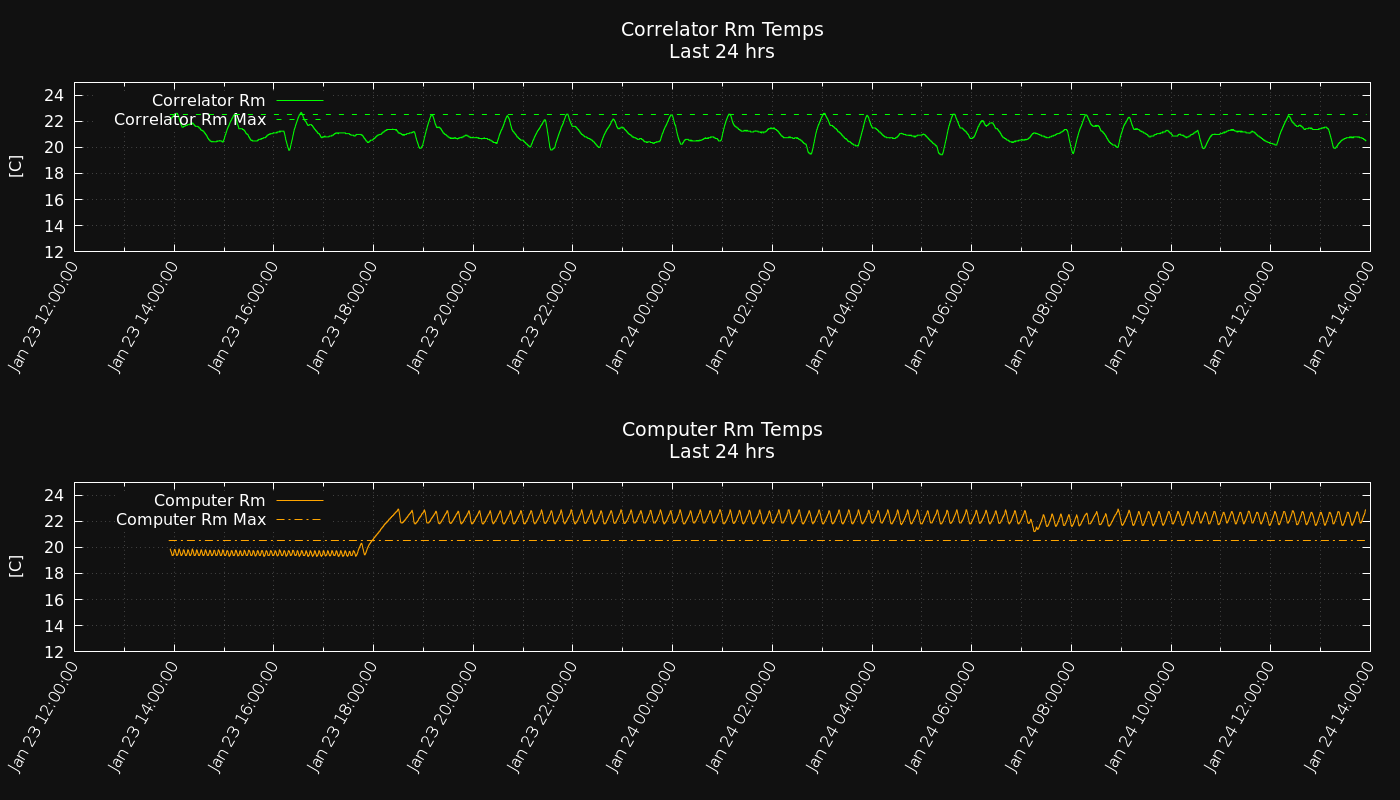 Correlator Rm Temps
Last 24 hrs
Correlator Rm
Correlator Rm Max
[C]
24
22
20
18
16
14
12
Jan 23 12:00:00
Jan 23 14:00:00
Jan 23 16:00:00
Jan 23 18:00:00
Jan 23 20:00:00
Jan 23 22:00:00
Jan 24 00:00:00
Jan 24 02:00:00
Jan 24 04:00:00
Jan 24 06:00:00
Jan 24 08:00:00
Jan 24 10:00:00
Jan 24 12:00:00
Jan 24 14:00:00
Computer Rm Temps
Last 24 hrs
Computer Rm
Computer Rm Max
[C]
24
22
20
18
16
14
12
Jan 23 12:00:00
Jan 23 14:00:00
Jan 23 16:00:00
Jan 23 18:00:00
Jan 23 20:00:00
Jan 23 22:00:00
Jan 24 00:00:00
Jan 24 02:00:00
Jan 24 04:00:00
Jan 24 06:00:00
Jan 24 08:00:00
Jan 24 10:00:00
Jan 24 12:00:00
Jan 24 14:00:00